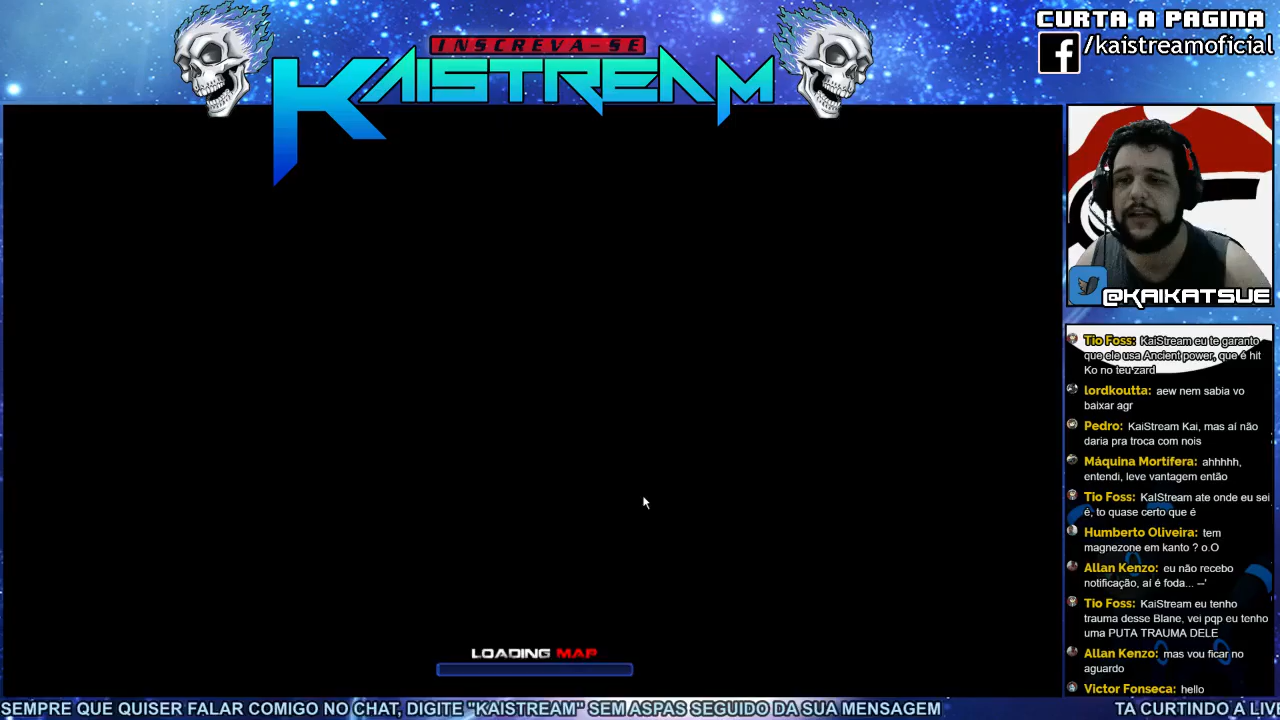 INSCREVA-SE
KAISTREAM
CURTA A PAGINA
/kaistreamoficial
@KAIKATSUE
Tio Foss: KaiStream eu te garanto
que ele usa Ancient power, que é hit
Ko no teu zard
lordkoutta: aew nem sabia vo
baixar agr
Pedro: KaiStream Kai, mas aí não
daria pra troca com nois
Máquina Mortífera: ahhhhh,
entendi, leve vantagem então
Tio Foss: KaIStream ate onde eu sei
é, to quase certo que é
Humberto Oliveira: tem
magnezone em kanto ? o.O
Allan Kenzo: eu não recebo
notificação, aí é foda... --'
Tio Foss: KaiStream eu tenho
trauma desse Blane, vei pqp eu tenho
uma PUTA TRAUMA DELE
Allan Kenzo: mas vou ficar no
aguardo
Victor Fonseca: hello
LOADING MAP
SEMPRE QUE QUISER FALAR COMIGO NO CHAT, DIGITE "KAISTREAM" SEM ASPAS SEGUIDO DA SUA MENSAGEM
TA CURTINDO A LIVE